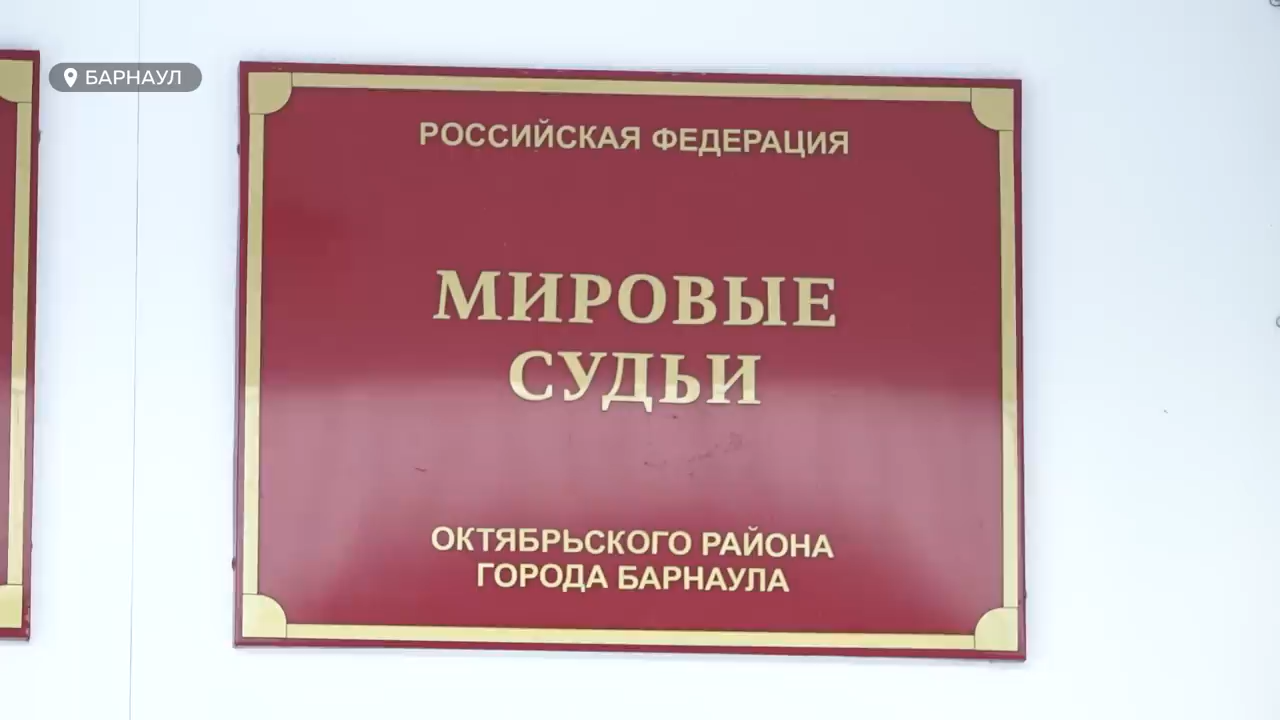 БАРНАУЛ
РОССИЙСКАЯ ФЕДЕРАЦИЯ
МИРОВЫЕ
СУДЬИ
ОКТЯБРЬСКОГО РАЙОНА
ГОРОДА БАРНАУЛА